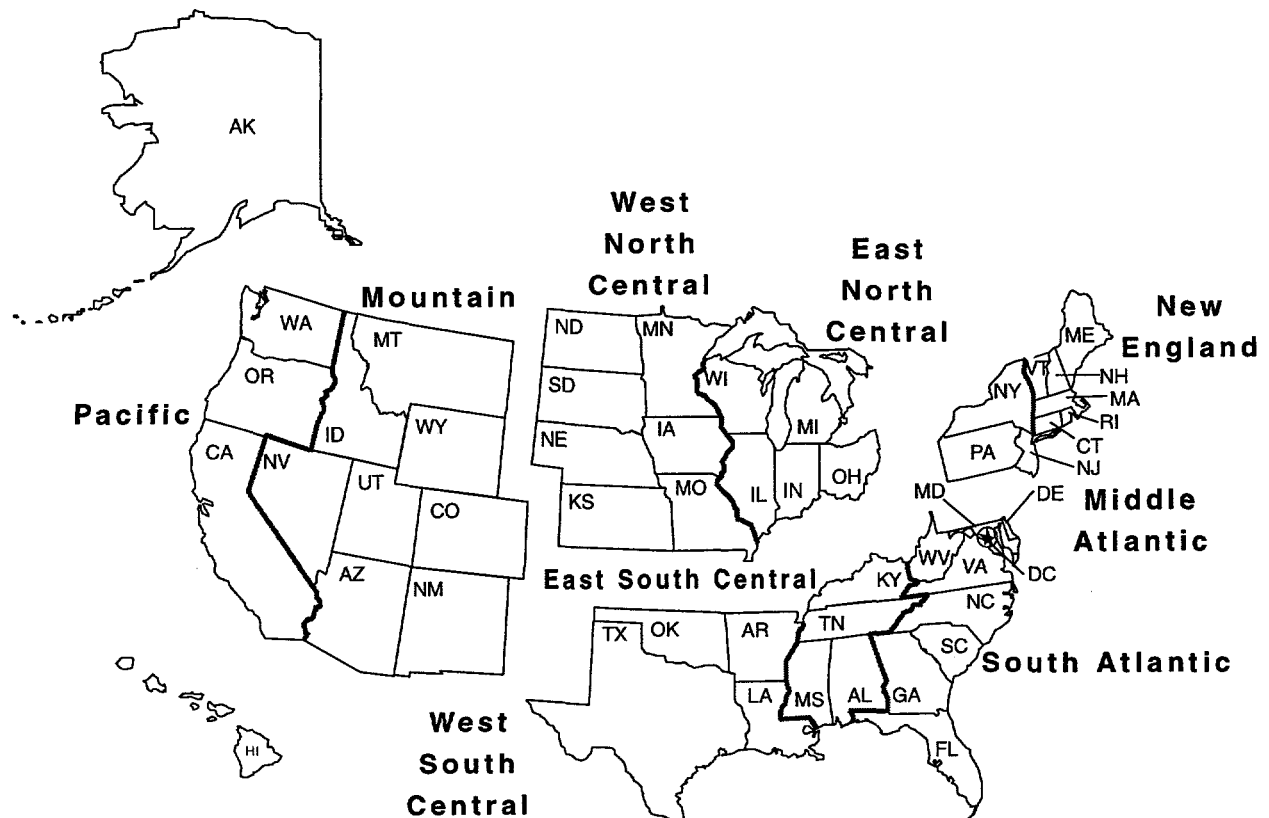 AK
West
North
Central
East
North
Central
Mountain
New
England
Pacific
WA
MT
ND
MN
ME
OR
SD
WI
VT
NH
NY
MA
ID
WY
IA
MI
RI
CA
NV
NE
PA
CT
NJ
UT
CO
KS
MO
IL
IN
OH
MD
DE
Middle
Atlantic
AZ
NM
East South Central
KY
WV
VA
DC
TX
OK
AR
TN
NC
SC
South Atlantic
LA
MS
AL
GA
West
South
Central
HI
FL